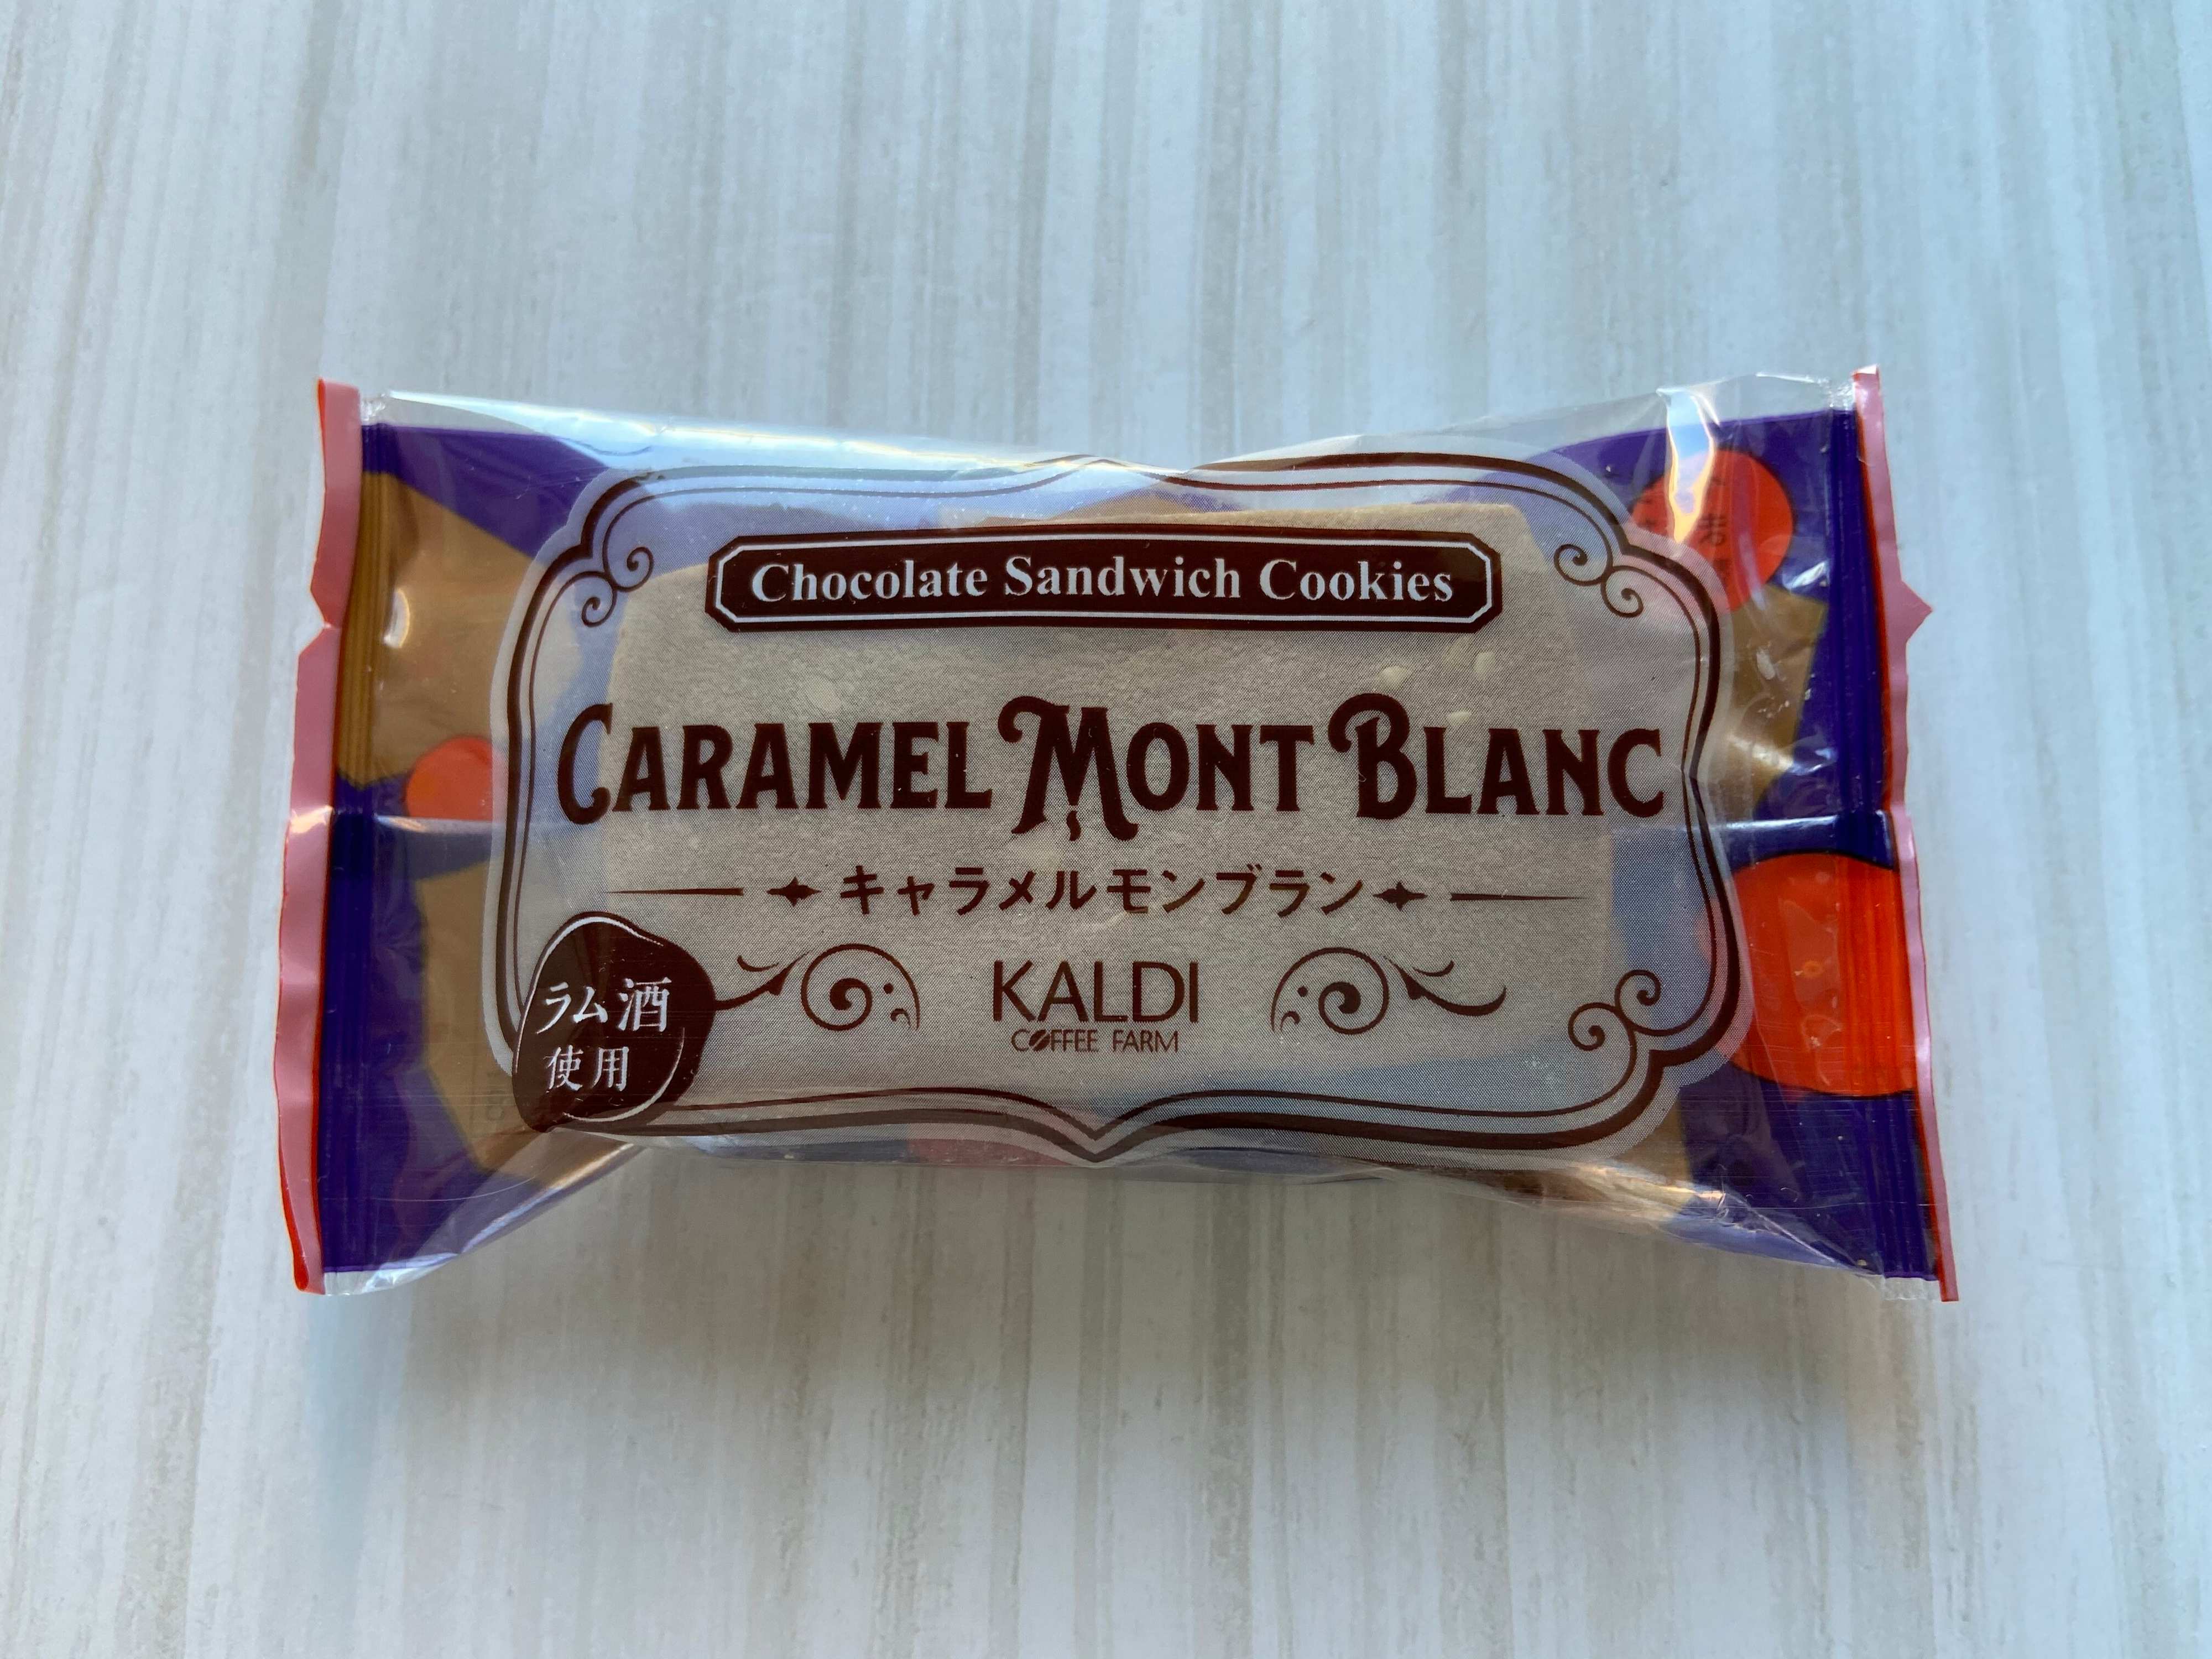 Chocolate Sandwich Cookies
CARAMEL MONT BLANC
キャラメルモンブラン
ラム酒
使用
KALDI
COFFEE FARM